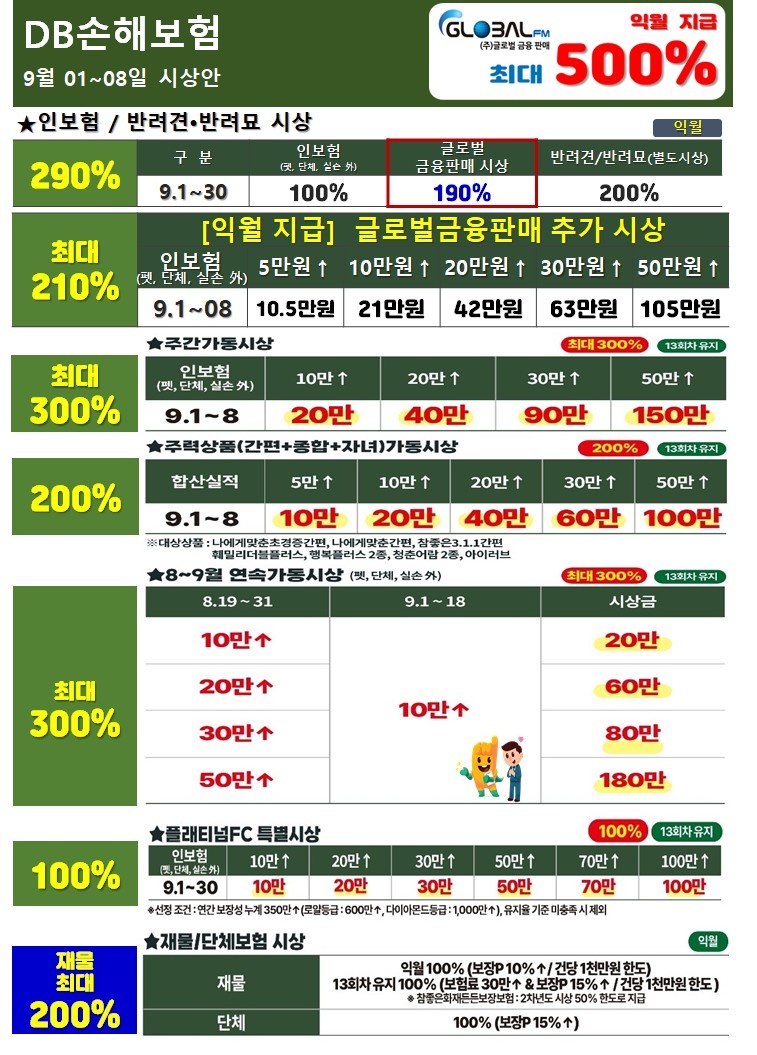 DB손해보험
9월 01~08일 시상안
GLOBAL FM
(주)글로벌 금융 판매
익월 지급
최대 500%
★인보험 / 반려견•반려묘 시상
익월
290%
구 분
인보험
(펫, 단체, 실손 外)
글로벌
금융판매 시상
반려견/반려묘(별도시상)
9.1~30
100%
190%
200%
최대
210%
[익월 지급] 글로벌금융판매 추가 시상
인보험
(펫, 단체, 실손 外)
5만원↑
10만원↑
20만원↑
30만원↑
50만원↑
9.1~08
10.5만원
21만원
42만원
63만원
105만원
★주간가동시상
최대 300%
13회차 유지
최대
300%
인보험
(펫, 단체, 실손 外)
10만↑
20만↑
30만↑
50만↑
9.1~8
20만
40만
90만
150만
★주력상품(간편+종합+자녀)가동시상
200%
13회차 유지
200%
합산실적
5만↑
10만↑
20만↑
30만↑
50만↑
9.1~8
10만
20만
40만
60만
100만
※대상상품 : 나에게맞춘초경증간편, 나에게맞춘간편, 참좋은3.1.1간편
훼밀리더블플러스, 행복플러스 2종, 청춘어람 2종, 아이러브
★8~9월 연속가동시상 (펫, 단체, 실손 外)
최대 300%
13회차 유지
최대
300%
8.19~31
9.1~18
시상금
10만↑
20만
20만↑
60만
10만↑
30만↑
80만
50만↑
180만
★플래티넘FC 특별시상
100%
13회차 유지
100%
인보험
(펫, 단체, 실손 外)
10만↑
20만↑
30만↑
50만↑
70만↑
100만↑
9.1~30
10만
20만
30만
50만
70만
100만
※선정 조건 : 연간 보장성 누계 350만↑(로얄등급 : 600만↑, 다이아몬드등급 : 1,000만↑), 유지율 기준 미충족 시 제외
★재물/단체보험 시상
익월
재물
최대
200%
재물
익월 100% (보장P 10%↑/ 건당 1천만원 한도)
13회차 유지 100% (보험료 30만↑ & 보장P 15%↑ / 건당 1천만원 한도 )
※ 참좋은화재든든보장보험 : 2차년도 시상 50% 한도로 지급
단체
100% (보장P 15%↑)